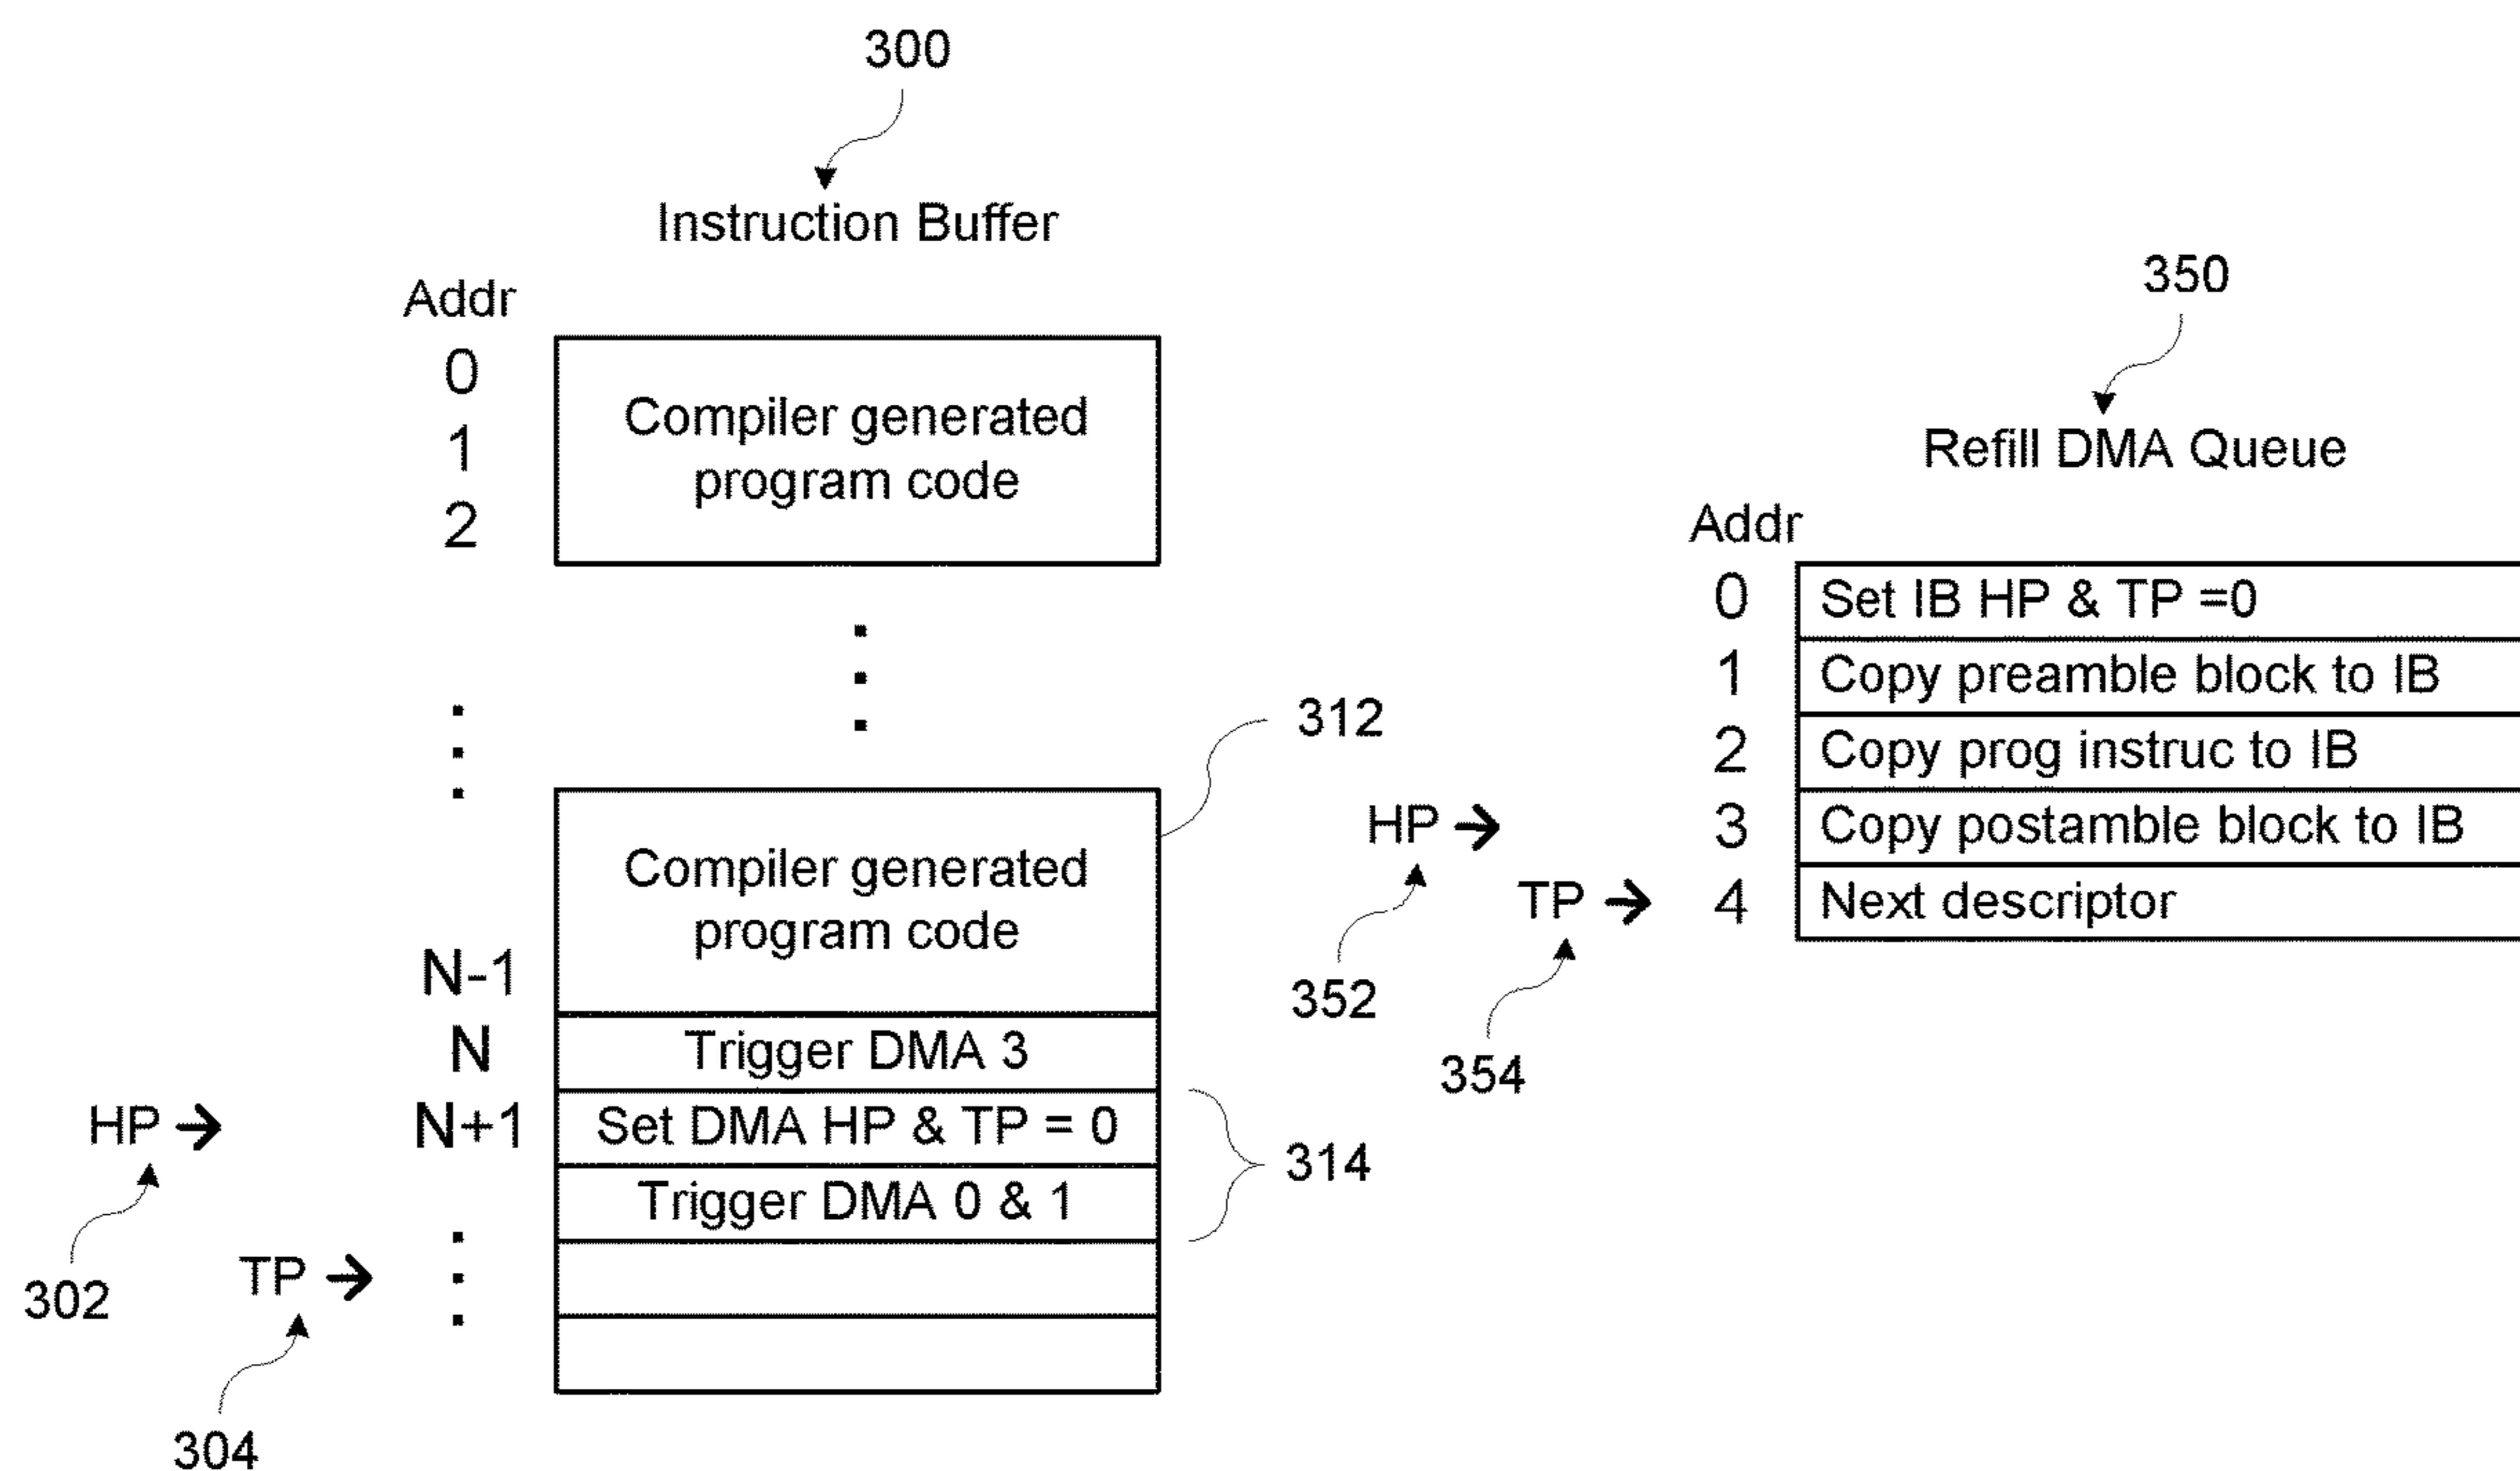 300
Instruction Buffer
Addr
0
1
2
Compiler generated
program code
312
Compiler generated
program code
N-1
N
Trigger DMA 3
HP
N+1
Set DMA HP & TP = 0
Trigger DMA 0 & 1
314
302
TP
304
350
Refill DMA Queue
Addr
0 Set IB HP & TP =0
1 Copy preamble block to IB
2 Copy prog instruc to IB
HP
3 Copy postamble block to IB
TP
4 Next descriptor
352
354